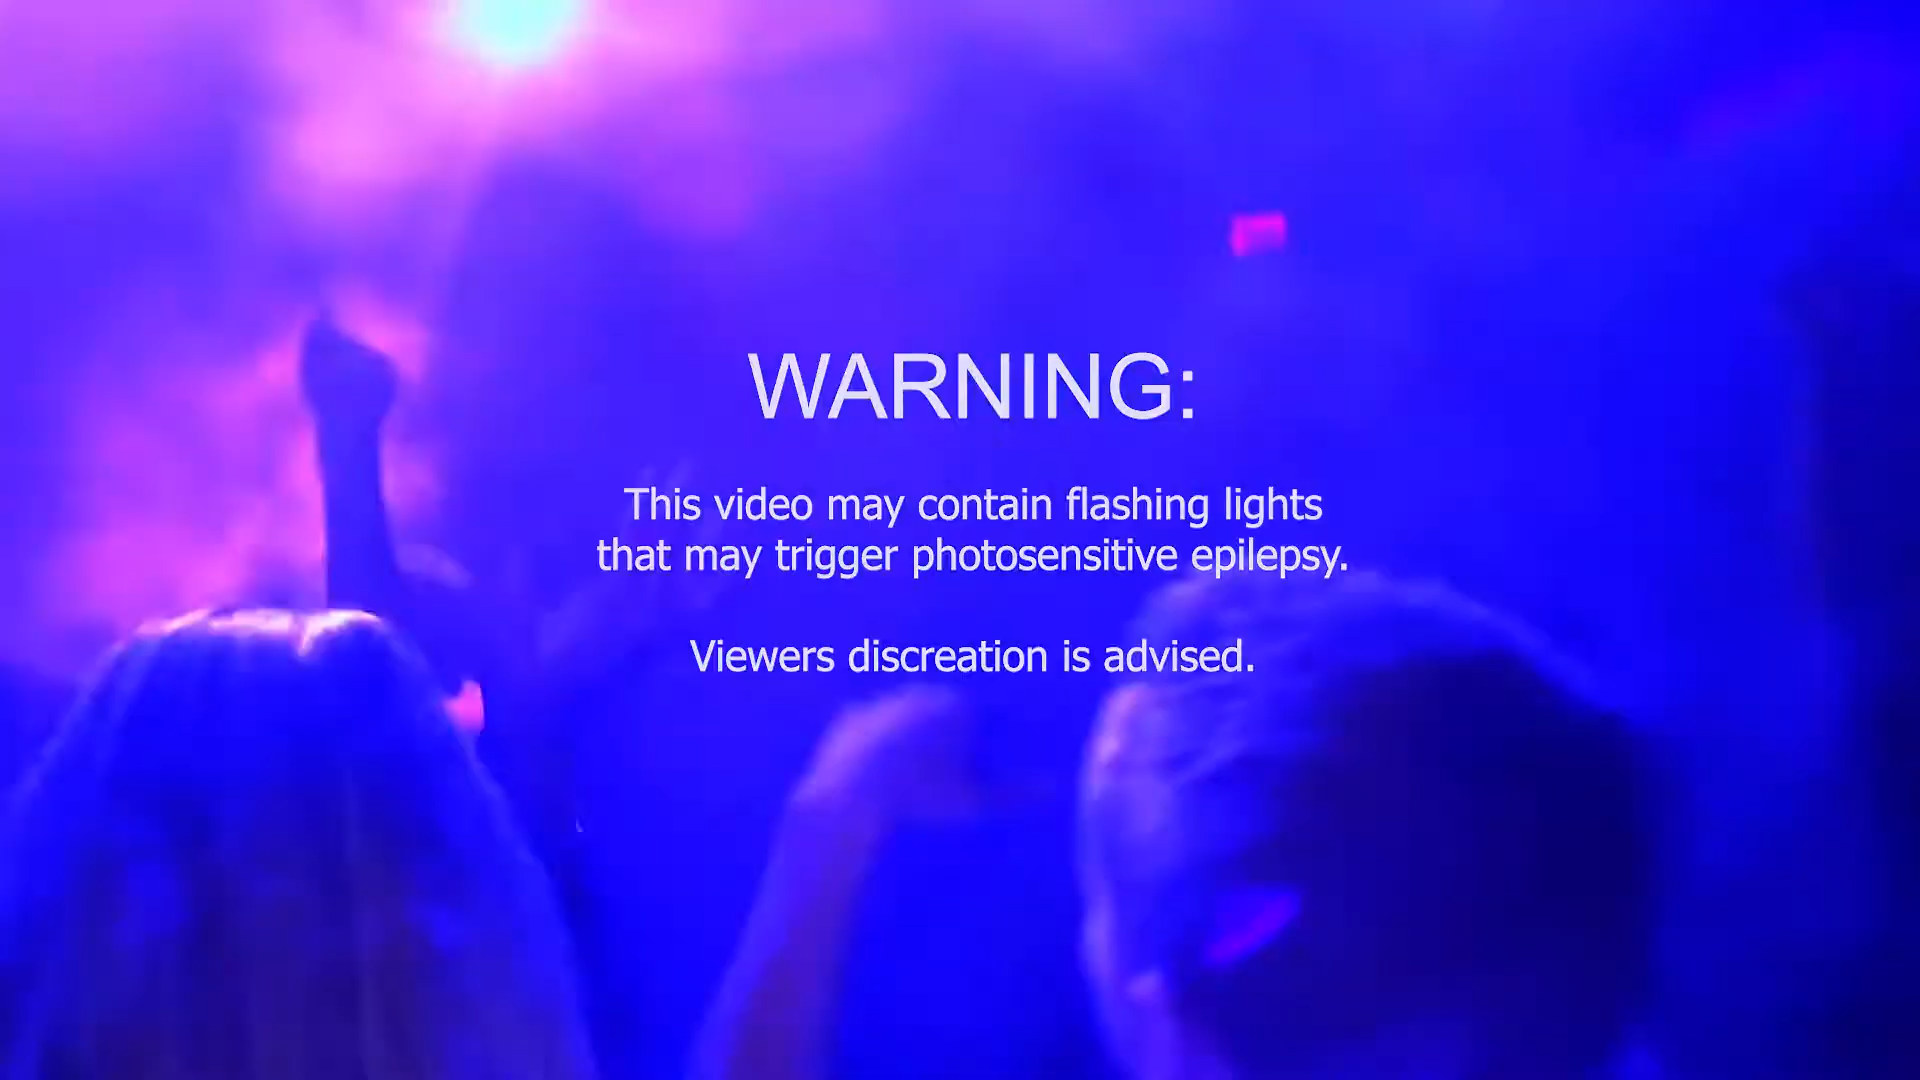 WARNING:
This video may contain flashing lights
that may trigger photosensitive epilepsy.
Viewers discreation is advised.